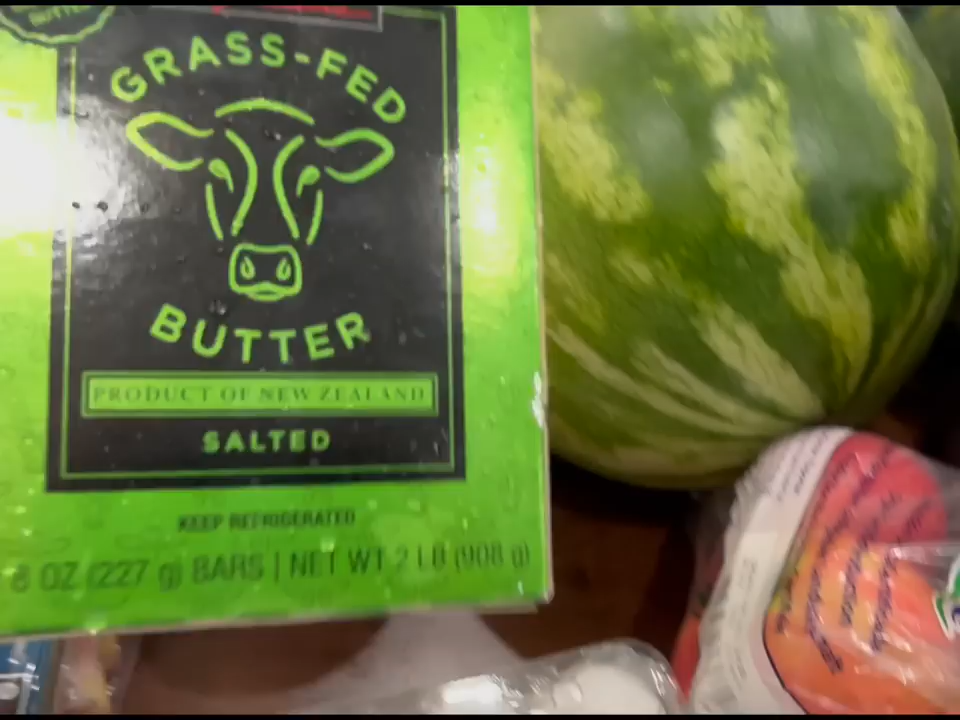 BUTTER
GRASS-FED
BUTTER
PRODUCT OF NEW ZEALAND
SALTED
KEEP REFRIGERATED
8 OZ (227 g) BARS | NET WT 2 LB (908 g)